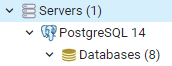 Servers (1)
PostgreSQL 14
Databases (8)